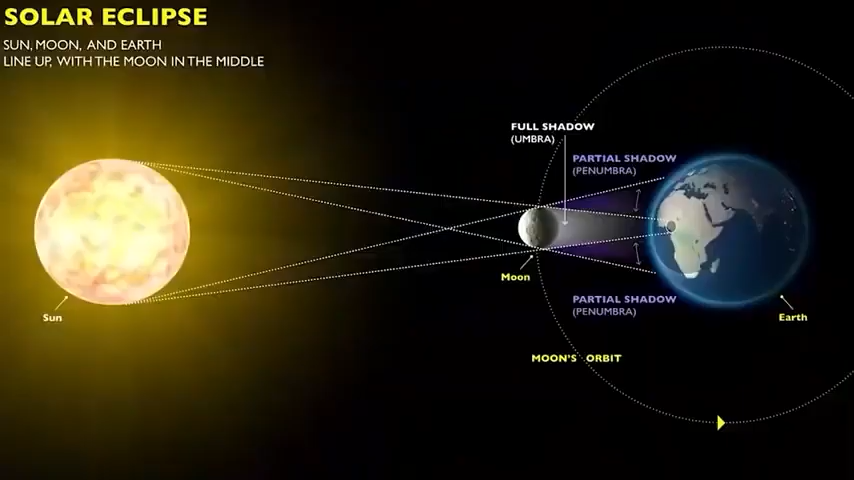 SOLAR ECLIPSE
SUN, MOON, AND EARTH
LINE UP, WITH THE MOON IN THE MIDDLE
FULL SHADOW
(UMBRA)
PARTIAL SHADOW
(PENUMBRA)
Moon
Sun
PARTIAL SHADOW
(PENUMBRA)
Earth
MOON'S ORBIT